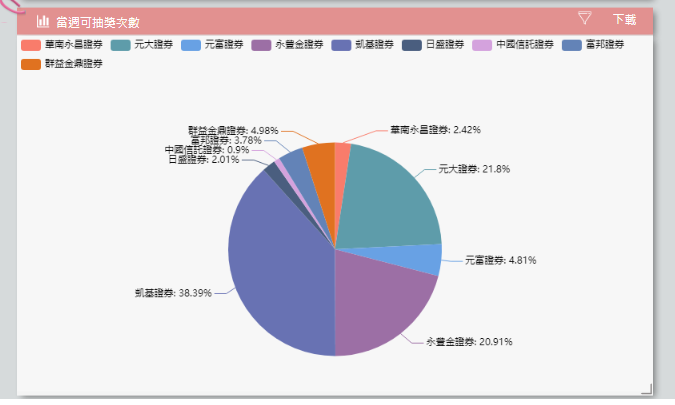 當週可抽獎次數 下載
華南永昌證券 元大證券 元富證券 永豐金證券 凱基證券 日盛證券 中國信託證券 富邦證券
群益金鼎證券
群益金鼎證券: 4.98%
華南永昌證券: 2.42%
富邦證券: 3.78%
中國信託證券: 0.9%
日盛證券: 2.01%
元大證券: 21.8%
元富證券: 4.81%
凱基證券: 38.39%
永豐金證券: 20.91%